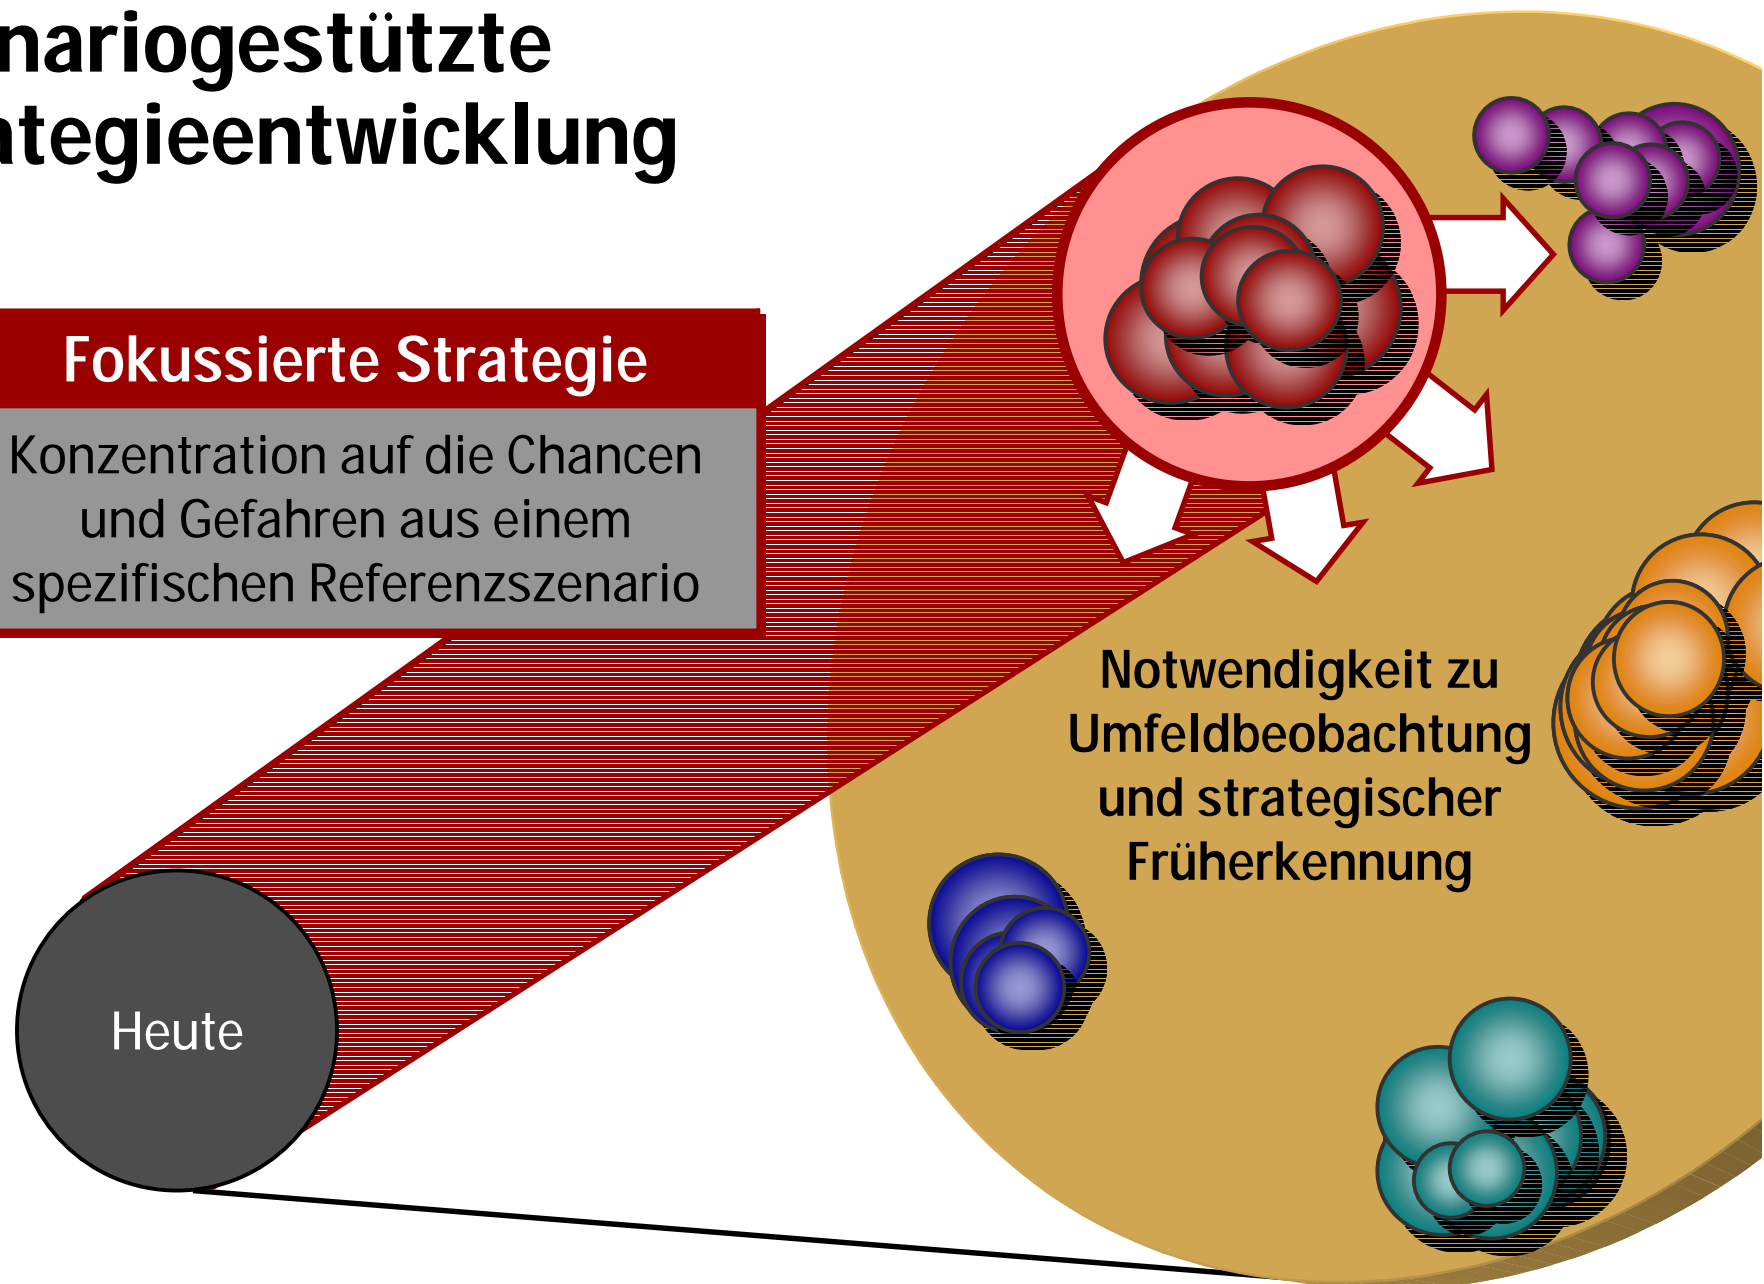 nariogestützte
ategieentwicklung
Fokussierte Strategie
Konzentration auf die Chancen
und Gefahren aus einem
spezifischen Referenzszenario
Notwendigkeit zu
Umfeldbeobachtung
und strategischer
Früherkennung
Heute